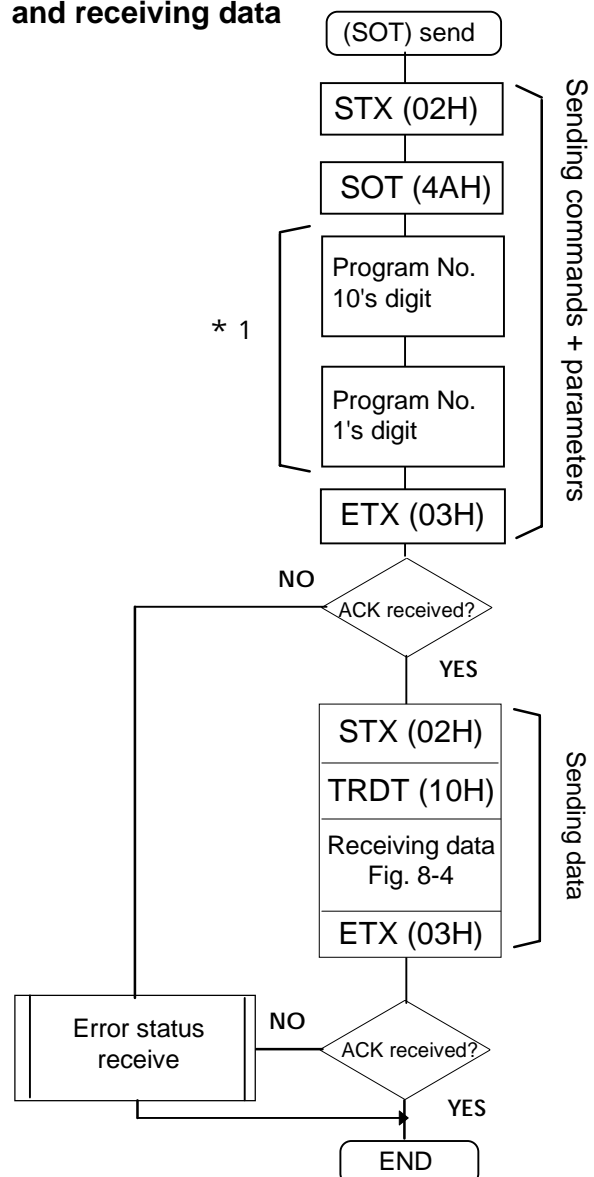 and receiving data
(SOT) send
STX (02H)
SOT (4AH)
Program No.
10's digit
* 1
Program No.
1's digit
ETX (03H)
Sending commands + parameters
NO
ACK received?
YES
STX (02H)
TRDT (10H)
Receiving data
Fig. 8-4
ETX (03H)
Sending data
Error status
receive
NO
ACK received?
YES
END